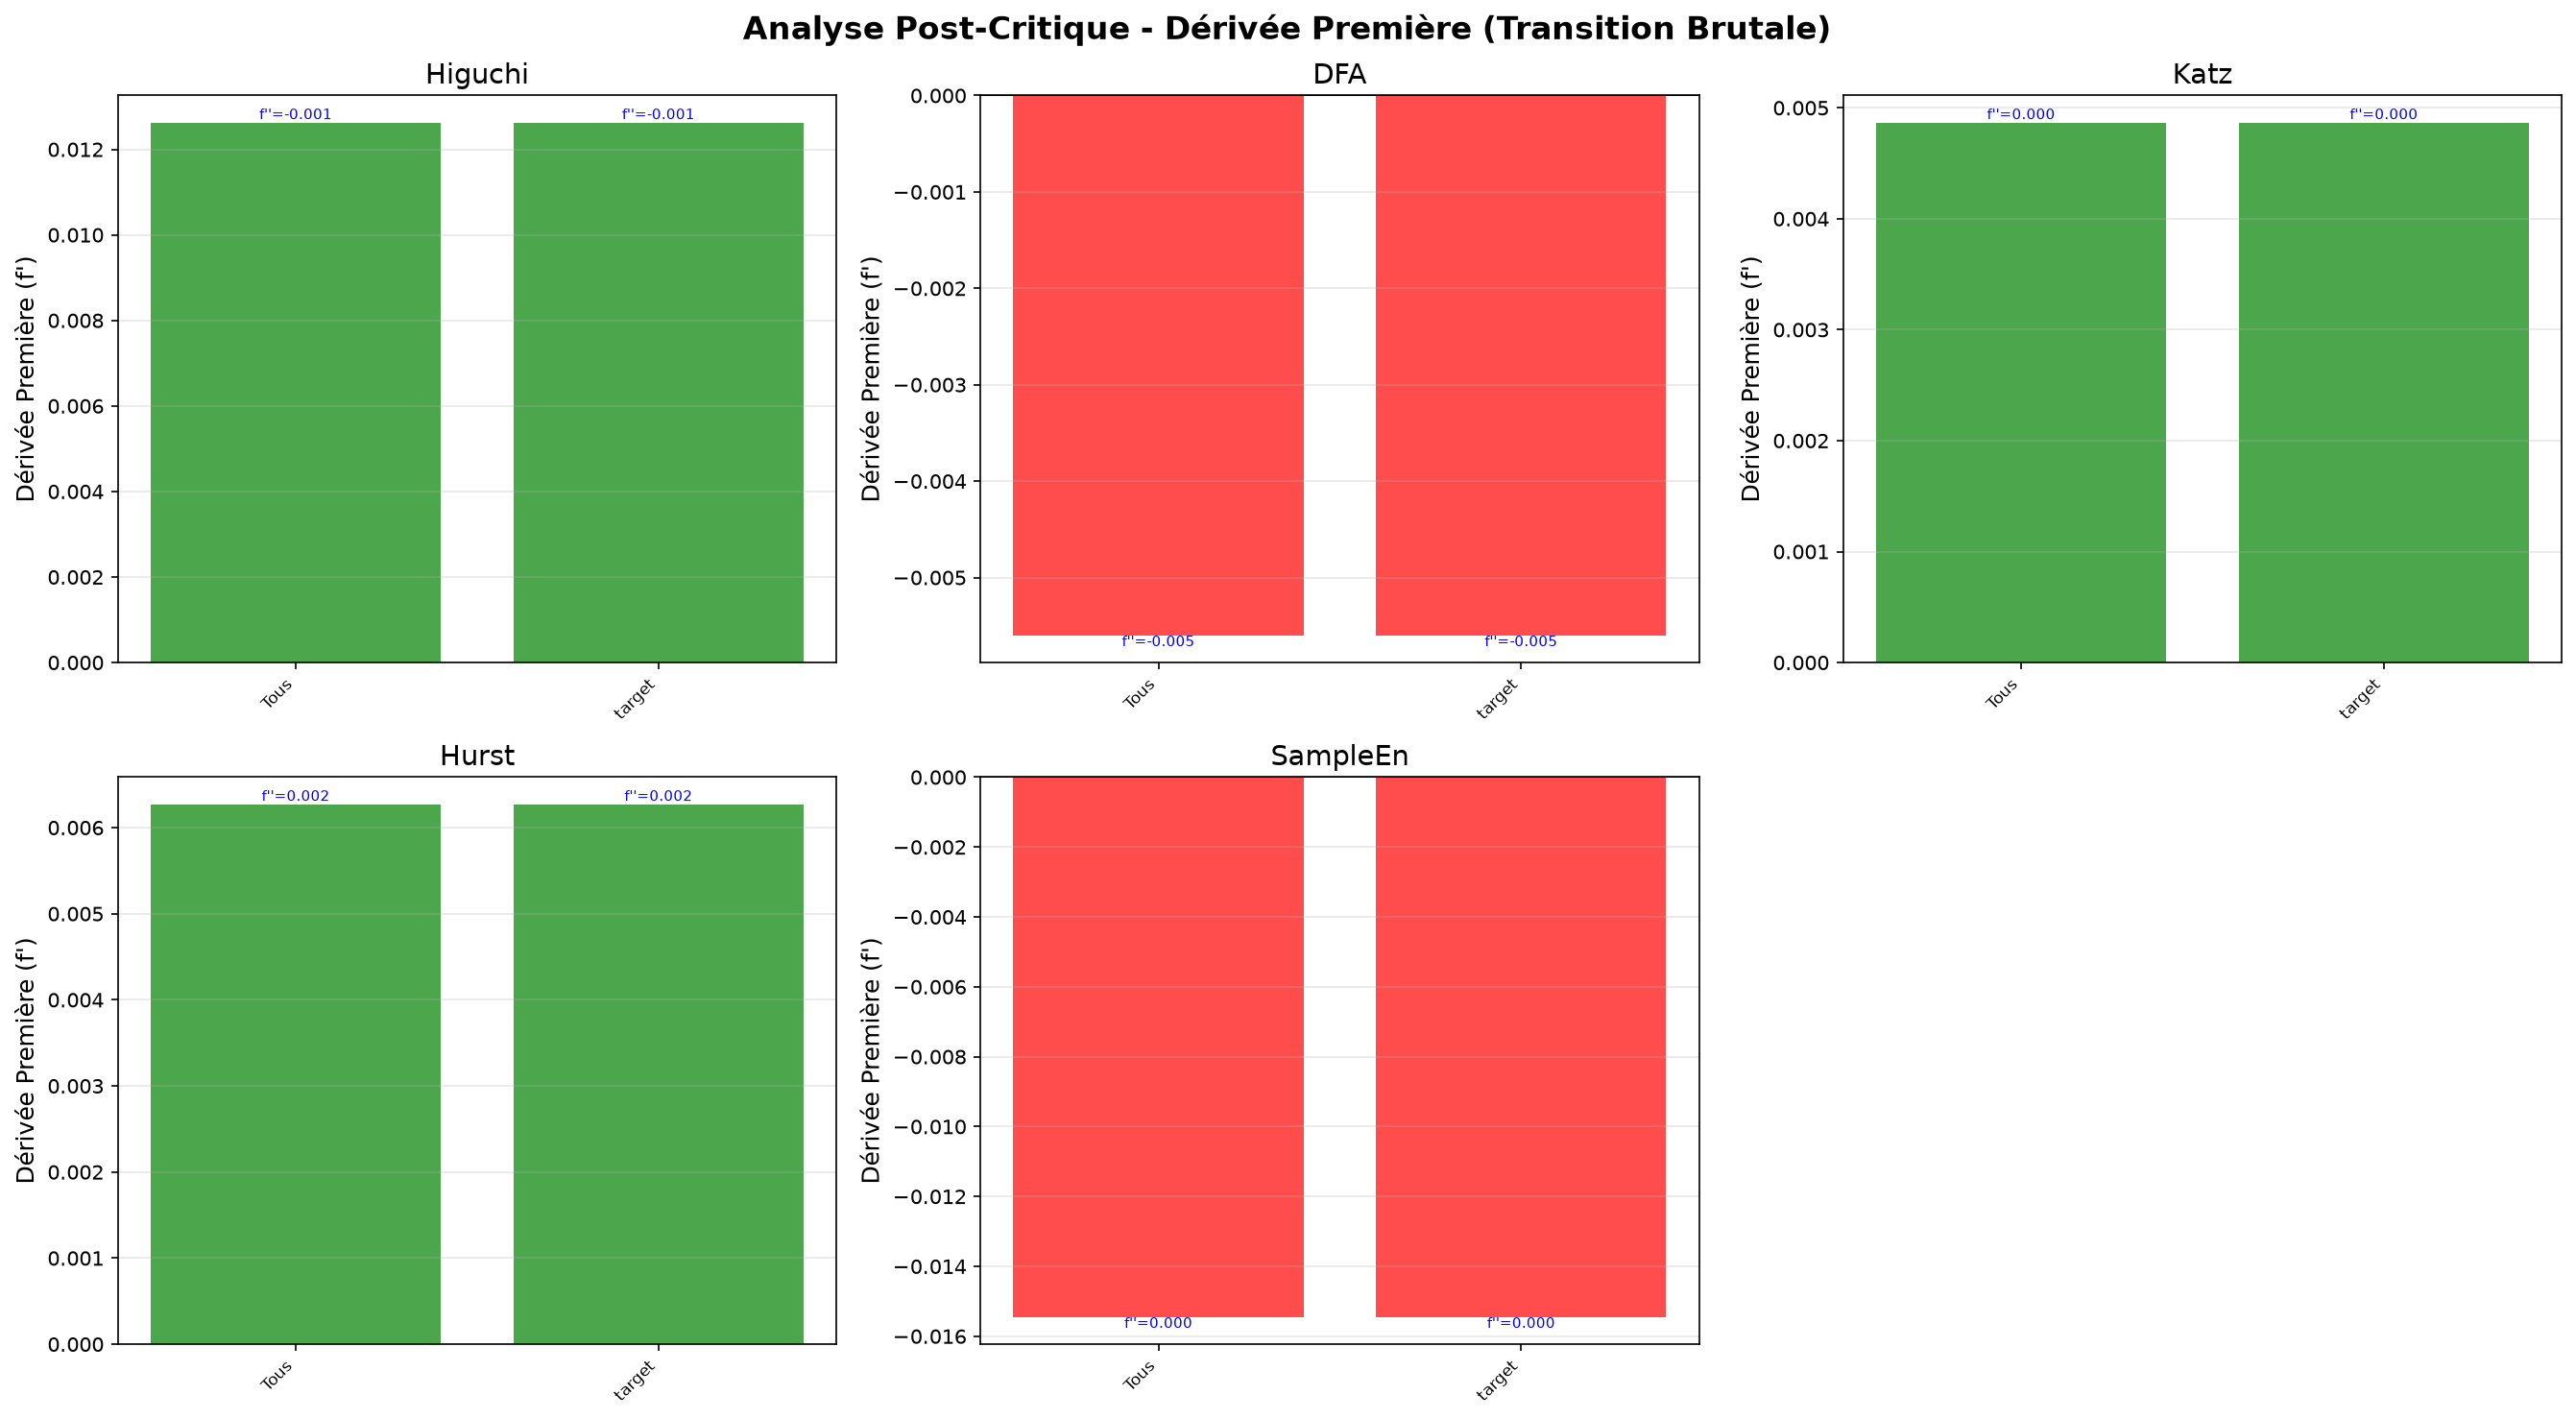 Analyse Post-Critique - Dérivée Première (Transition Brutale)
Higuchi
Dérivée Première (f')
0.012
0.010
0.008
0.006
0.004
0.002
0.000
f''=-0.001
f''=-0.001
Tous
target
DFA
Dérivée Première (f')
0.000
−0.001
−0.002
−0.003
−0.004
−0.005
f''=-0.005
f''=-0.005
Tous
target
Katz
Dérivée Première (f')
0.005
0.004
0.003
0.002
0.001
0.000
f''=0.000
f''=0.000
Tous
target
Hurst
Dérivée Première (f')
0.006
0.005
0.004
0.003
0.002
0.001
0.000
f''=0.002
f''=0.002
Tous
target
SampleEn
Dérivée Première (f')
0.000
−0.002
−0.004
−0.006
−0.008
−0.010
−0.012
−0.014
−0.016
f''=0.000
f''=0.000
Tous
target